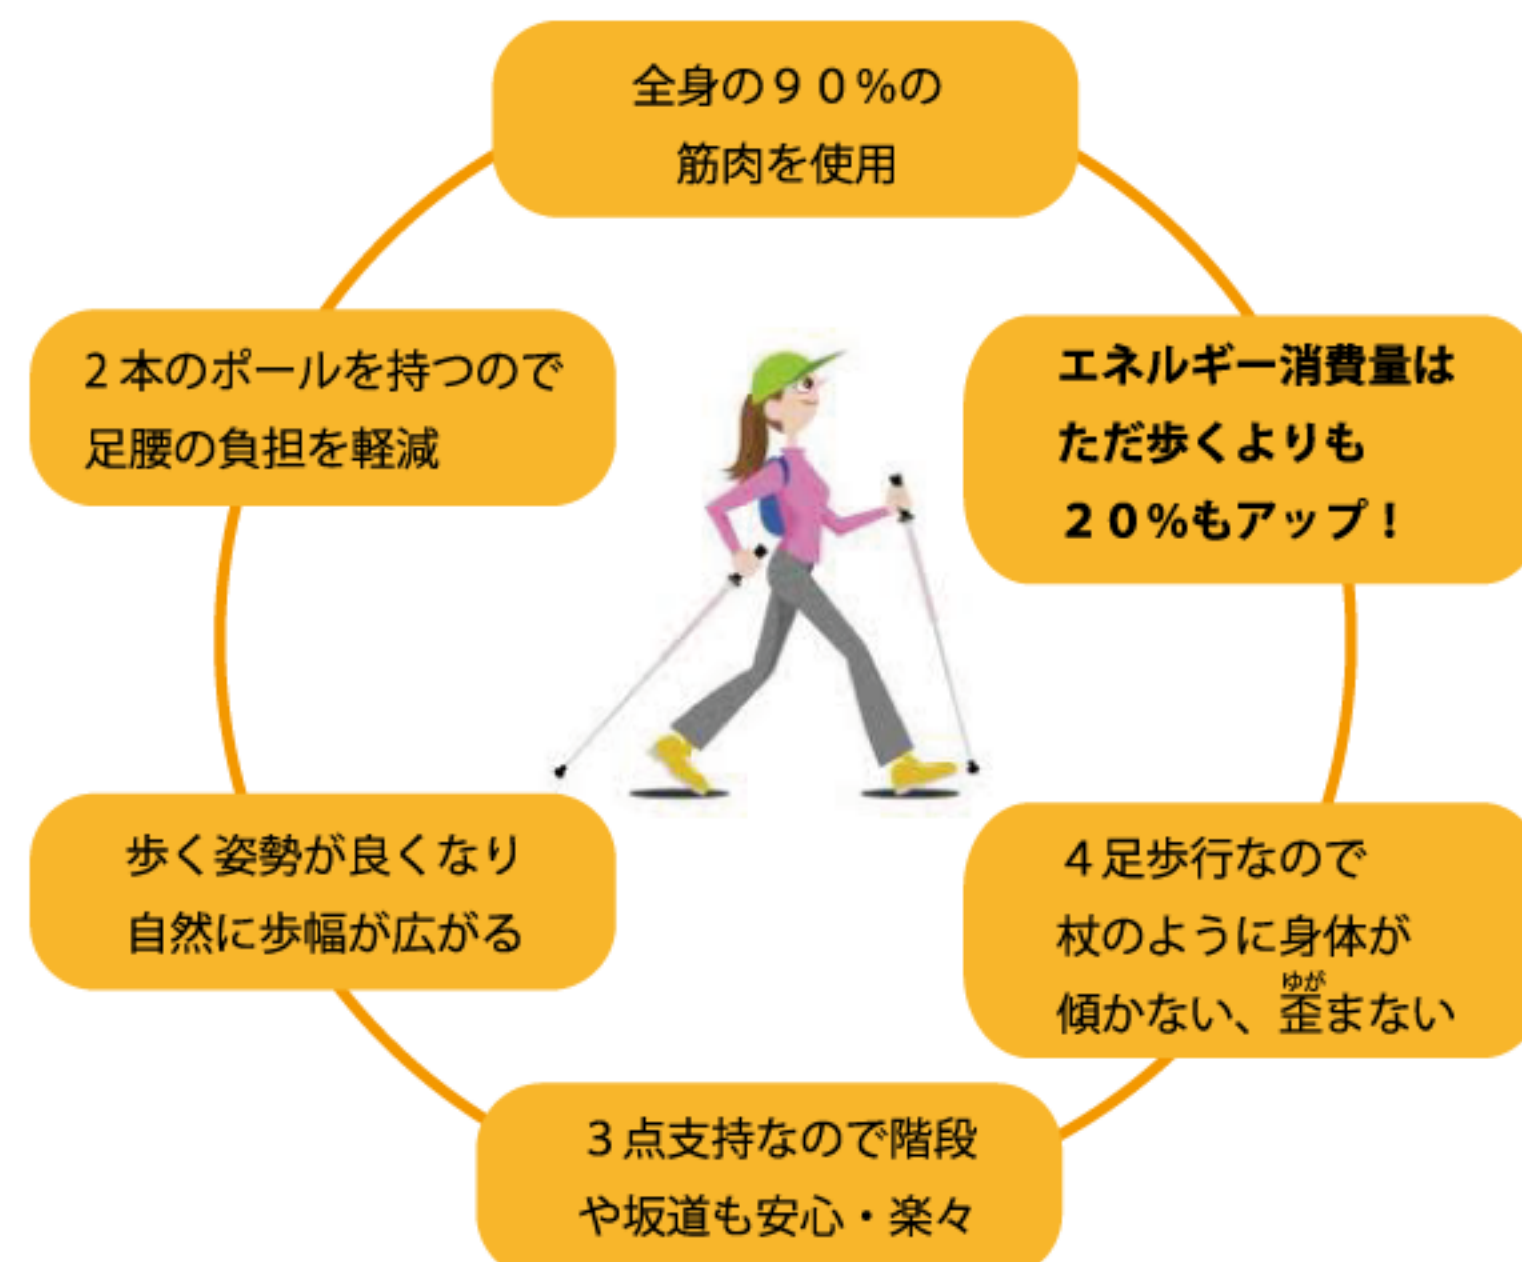 全身の９０％の
筋肉を使用
２本のポールを持つので
足腰の負担を軽減
エネルギー消費量は
ただ歩くよりも
２０％もアップ！
歩く姿勢が良くなり
自然に歩幅が広がる
４足歩行なので
杖のように身体が
ゆが
傾かない、歪まない
３点支持なので階段
や坂道も安心・楽々